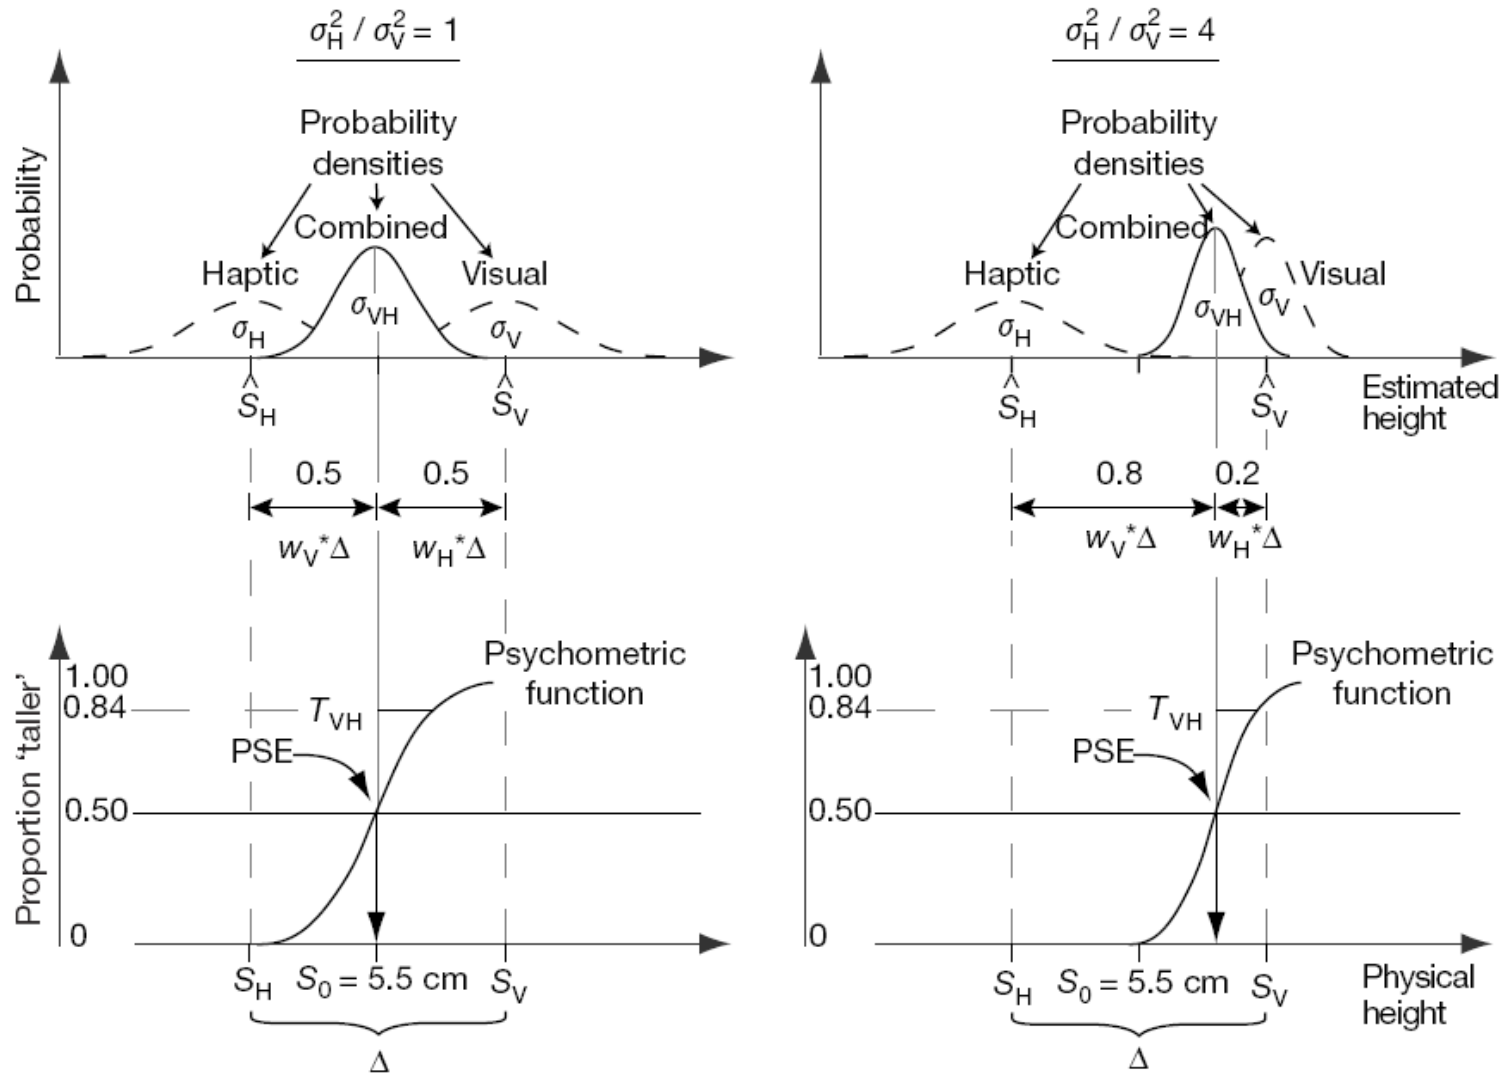 σ²H / σ²V = 1
Probability
Probability
densities
Combined
Haptic
Visual
σH
σVH
σV
ŜH
ŜV
0.5
0.5
wV*Δ
wH*Δ
Proportion ‘taller’
1.00
0.84
0.50
0
Psychometric
function
TVH
PSE
SH
S0 = 5.5 cm
SV
Δ
σ²H / σ²V = 4
Probability
densities
Combined
Haptic
Visual
σH
σVH
σV
ŜH
ŜV
Estimated
height
0.8
0.2
wV*Δ
wH*Δ
1.00
0.84
0.50
0
Psychometric
function
TVH
PSE
SH
S0 = 5.5 cm
SV
Physical
height
Δ